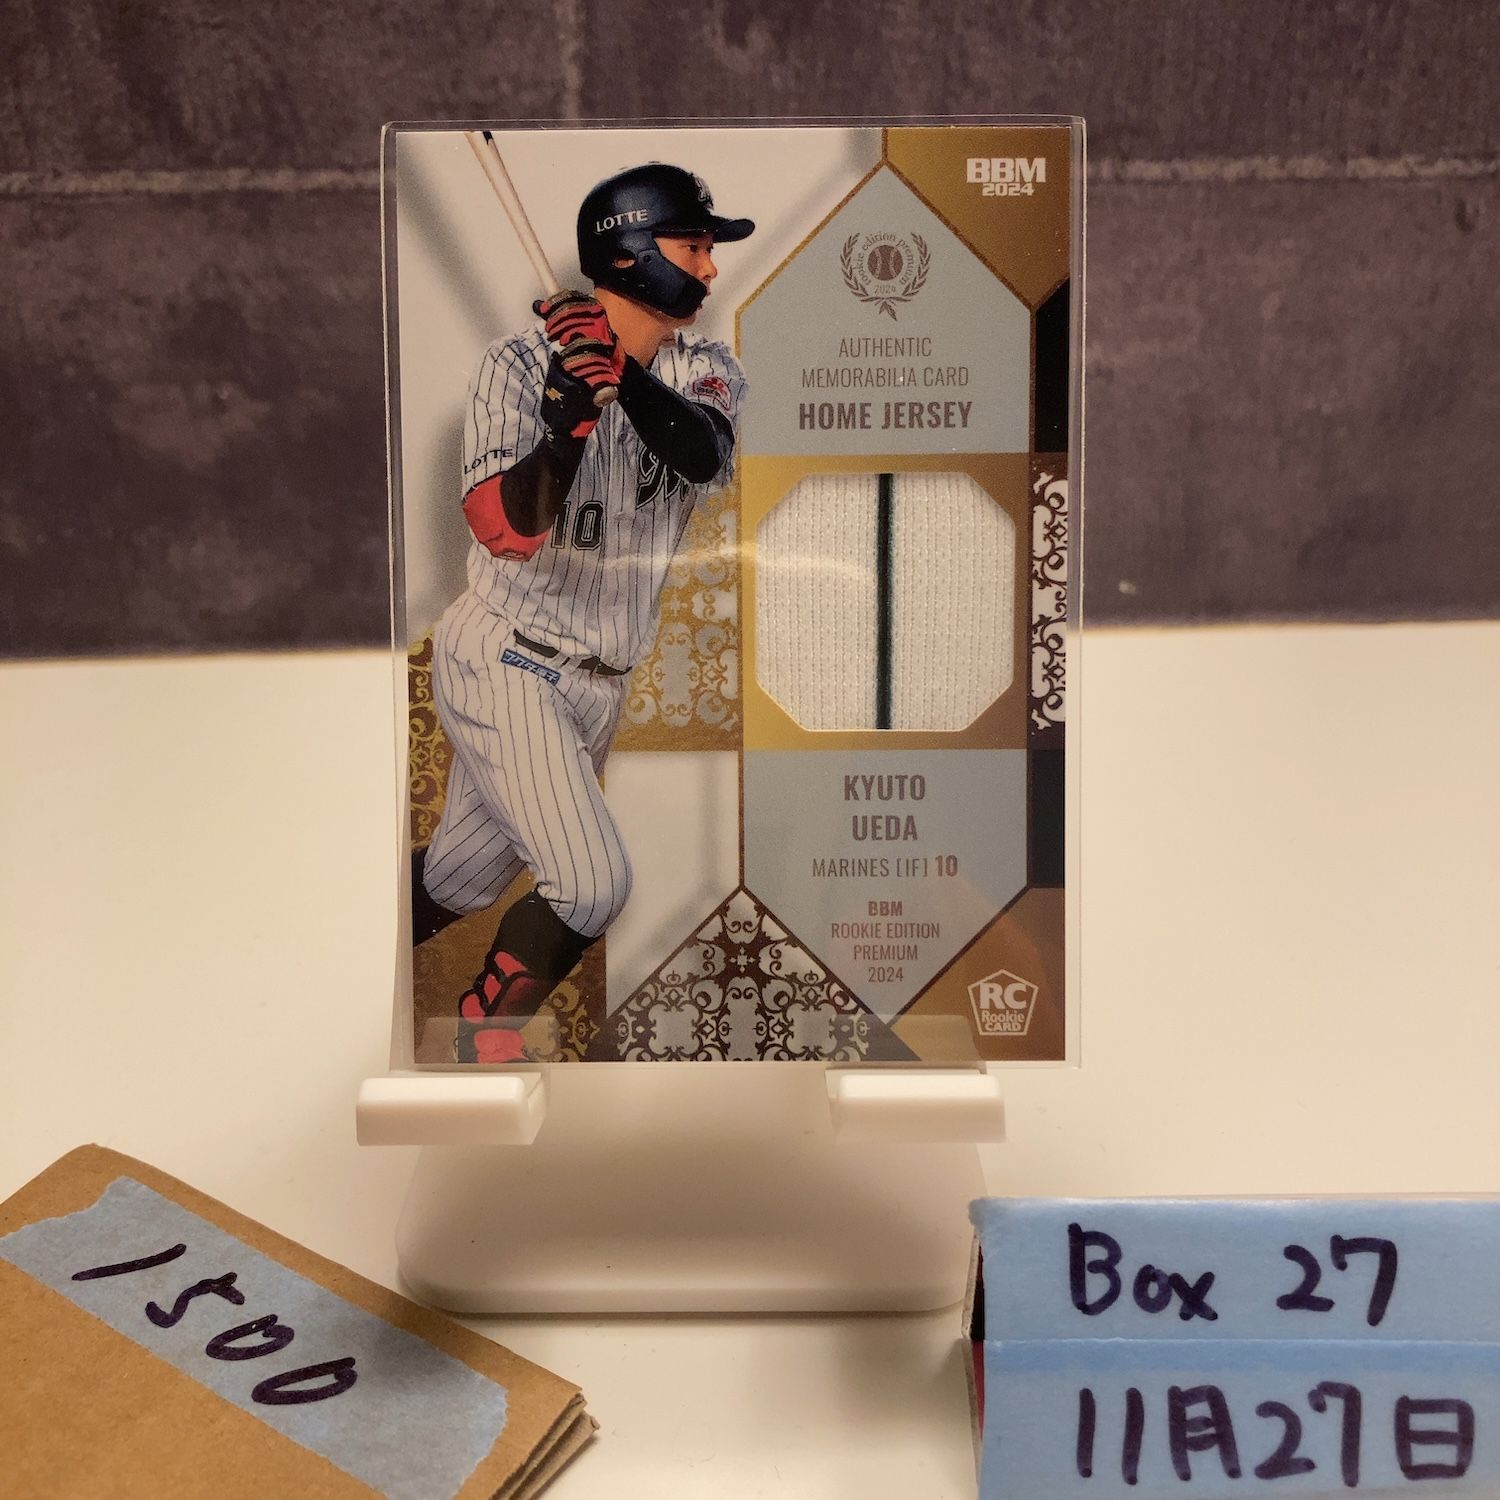 BBM
2024
LOTTE
rookie edition premium
2024
AUTHENTIC
MEMORABILIA CARD
HOME JERSEY
LOTTE
M
10
KYUTO
UEDA
MARINES [IF] 10
BBM
ROOKIE EDITION
PREMIUM
2024
RC
Rookie
CARD
1500
Box 27
11月27日